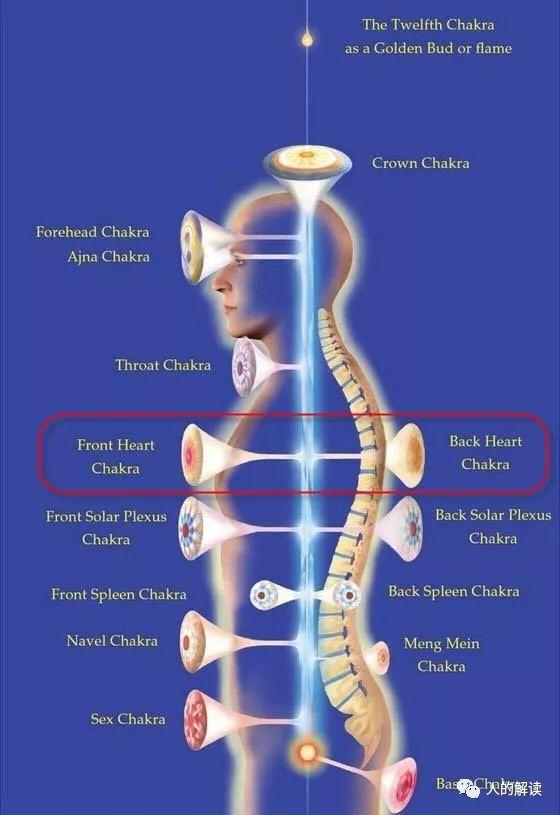 The Twelfth Chakra
as a Golden Bud or flame
Crown Chakra
Forehead Chakra
Ajna Chakra
Throat Chakra
Front Heart
Chakra
Back Heart
Chakra
Front Solar Plexus
Chakra
Back Solar Plexus
Chakra
Front Spleen Chakra
Back Spleen Chakra
Navel Chakra
Meng Mein
Chakra
Sex Chakra
Chakra
人的解读